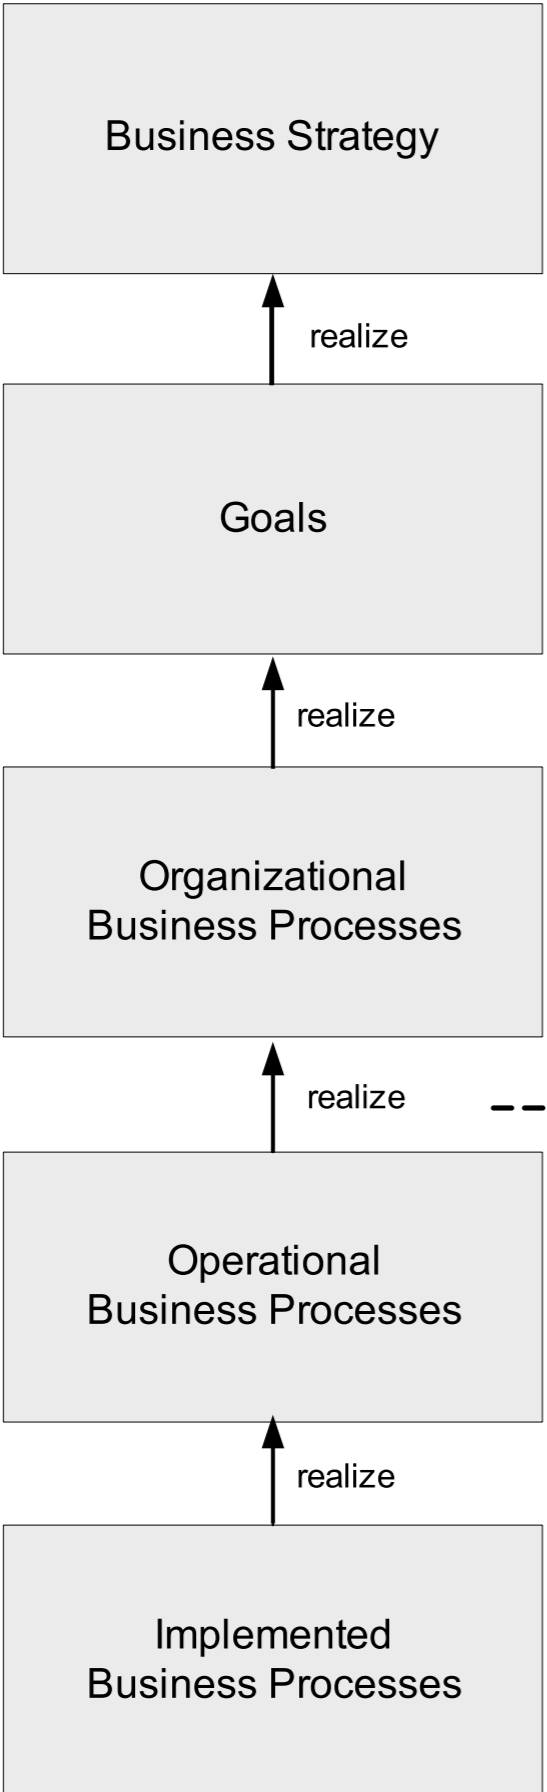 Business Strategy
realize
Goals
realize
Organizational
Business Processes
realize
Operational
Business Processes
realize
Implemented
Business Processes